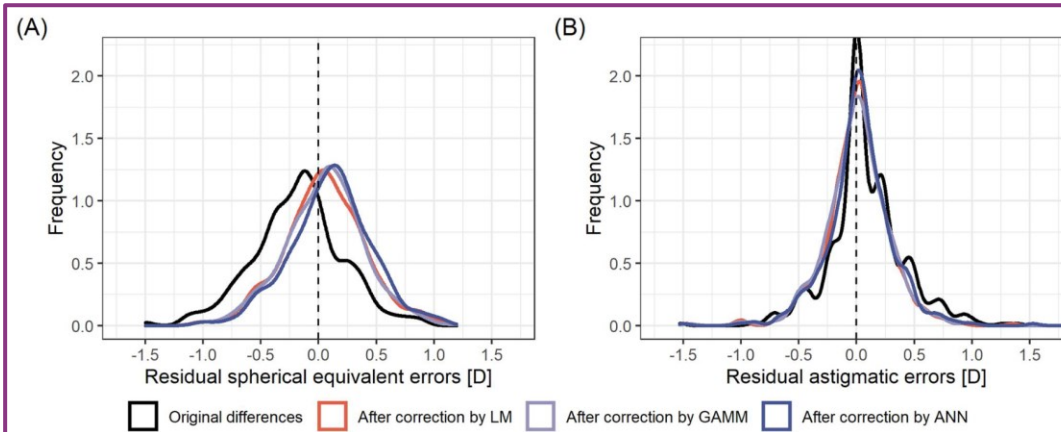 (A)
Frequency
2.0
1.5
1.0
0.5
0.0
-1.5 -1.0 -0.5 0.0 0.5 1.0 1.5
Residual spherical equivalent errors [D]
(B)
Frequency
2.0
1.5
1.0
0.5
0.0
-1.5 -1.0 -0.5 0.0 0.5 1.0 1.5
Residual astigmatic errors [D]
Original differences After correction by LM After correction by GAMM After correction by ANN